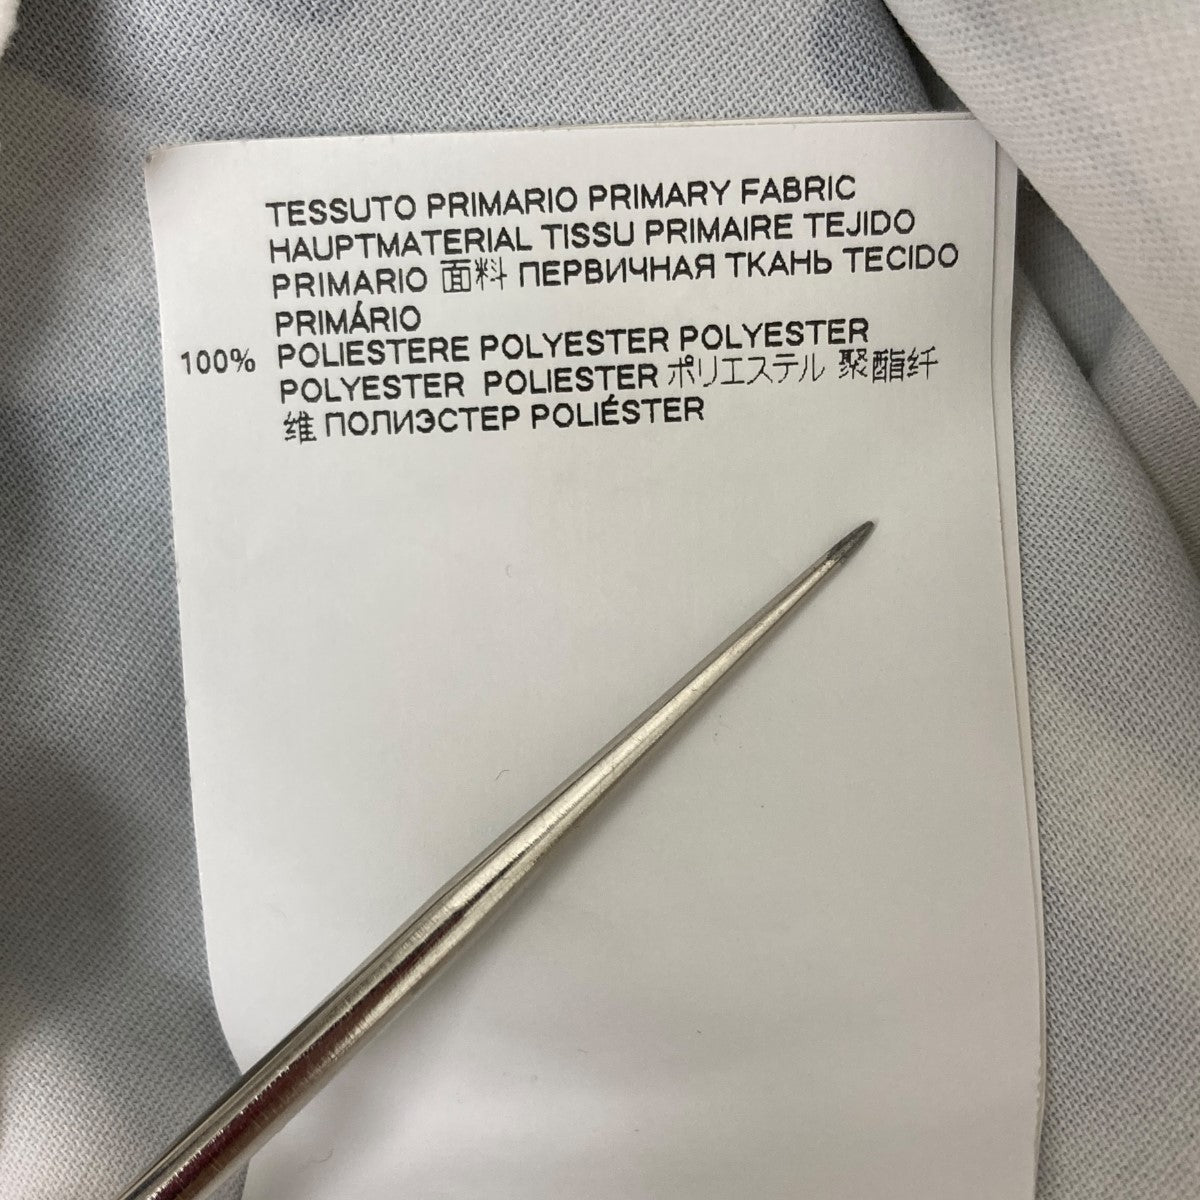 TESSUTO PRIMARIO PRIMARY FABRIC
HAUPTMATERIAL TISSU PRIMAIRE TEJIDO
PRIMARIO 面料 ПЕРВИЧНАЯ ТКАНЬ TECIDO
PRIMÁRIO
100% POLIESTERE POLYESTER POLYESTER
POLYESTER POLIESTER ポリエステル 聚酯纤
维 ПОЛИЭСТЕР POLIÉSTER